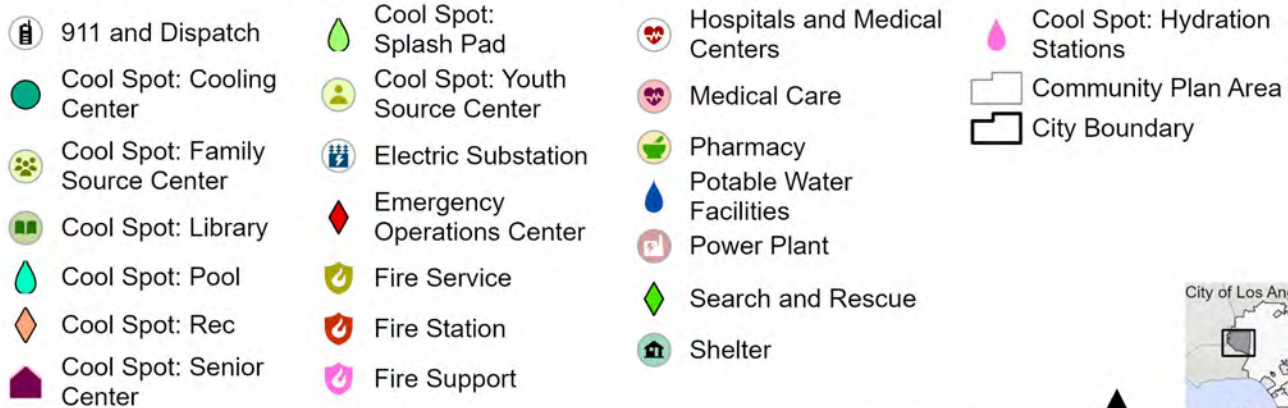 911 and Dispatch
Cool Spot: Cooling
Center
Cool Spot: Family
Source Center
Cool Spot: Library
Cool Spot: Pool
Cool Spot: Rec
Cool Spot: Senior
Center
Cool Spot:
Splash Pad
Cool Spot: Youth
Source Center
Electric Substation
Emergency
Operations Center
Fire Service
Fire Station
Fire Support
Hospitals and Medical
Centers
Medical Care
Pharmacy
Potable Water
Facilities
Power Plant
Search and Rescue
Shelter
Cool Spot: Hydration
Stations
Community Plan Area
City Boundary
City of Los